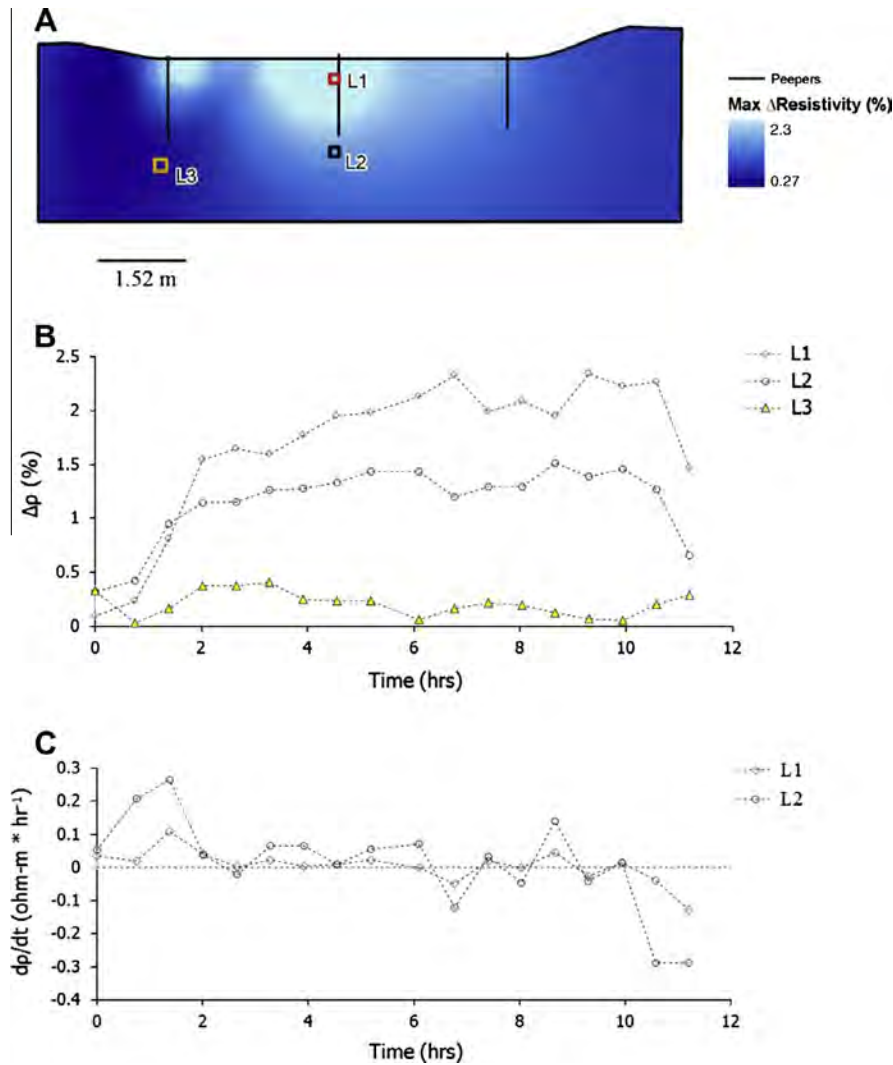 A
L1
L2
L3
Peepers
Max ΔResistivity (%)
2.3
0.27
1.52 m
B
2.5
2
1.5
1
0.5
0
Δρ (%)
0 2 4 6 8 10 12
Time (hrs)
L1
L2
L3
C
0.3
0.2
0.1
0
-0.1
-0.2
-0.3
-0.4
dρ/dt (ohm-m * hr⁻¹)
0 2 4 6 8 10 12
Time (hrs)
L1
L2